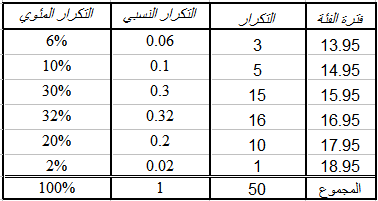 فترة الفئة التكرار التكرار النسبي التكرار المئوي
13.95 3 0.06 6%
14.95 5 0.1 10%
15.95 15 0.3 30%
16.95 16 0.32 32%
17.95 10 0.2 20%
18.95 1 0.02 2%
المجموع 50 1 100%